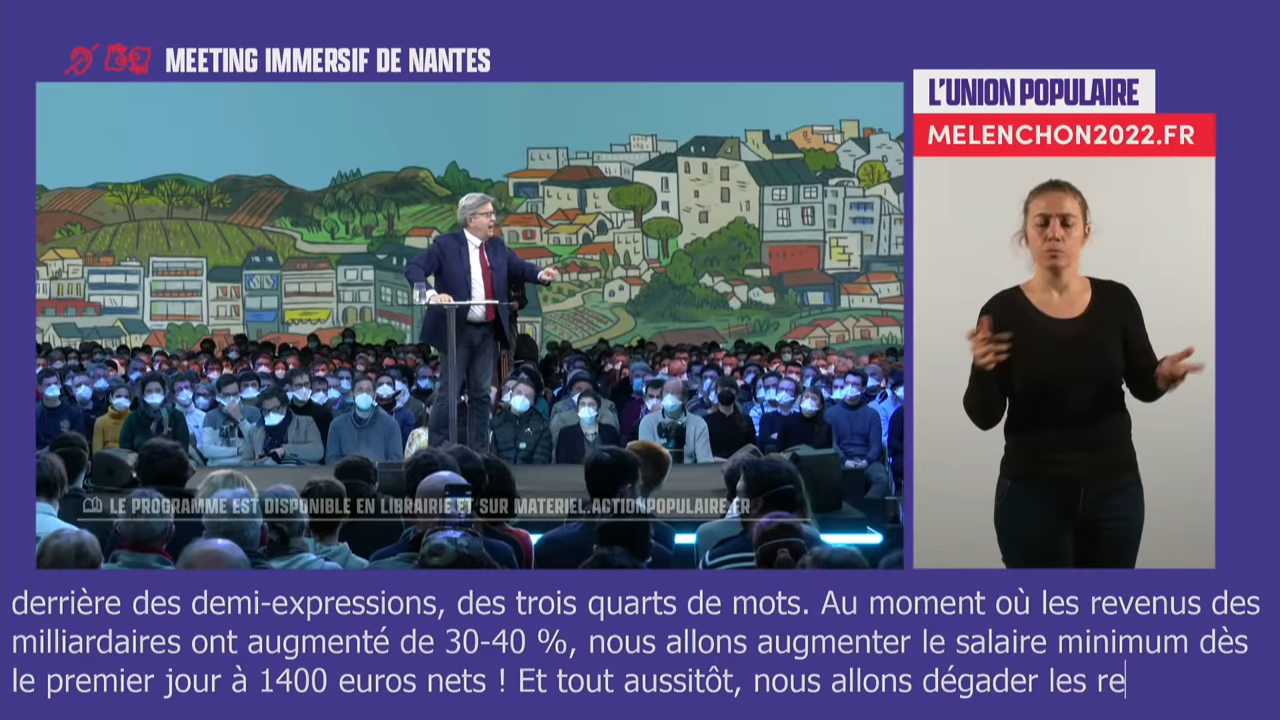 MEETING IMMERSIF DE NANTES
L'UNION POPULAIRE
MELENCHON2022.FR
LE PROGRAMME EST DISPONIBLE EN LIBRAIRIE ET SUR MATERIEL.ACTIONPOPULAIRE.FR
derrière des demi-expressions, des trois quarts de mots. Au moment où les revenus des
milliardaires ont augmenté de 30-40 %, nous allons augmenter le salaire minimum dès
le premier jour à 1400 euros nets ! Et tout aussitôt, nous allons dégader les re